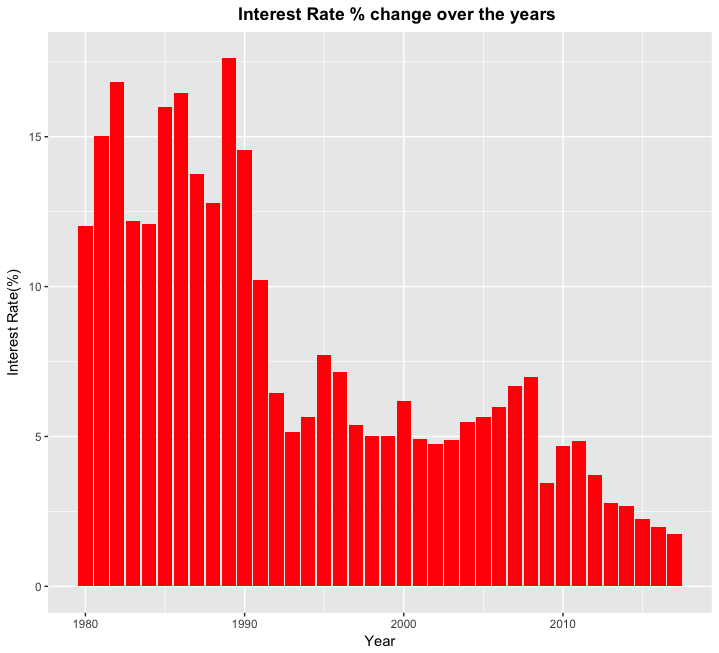 Interest Rate % change over the years
Interest Rate(%)
15
10
5
0
1980 1990 2000 2010
Year